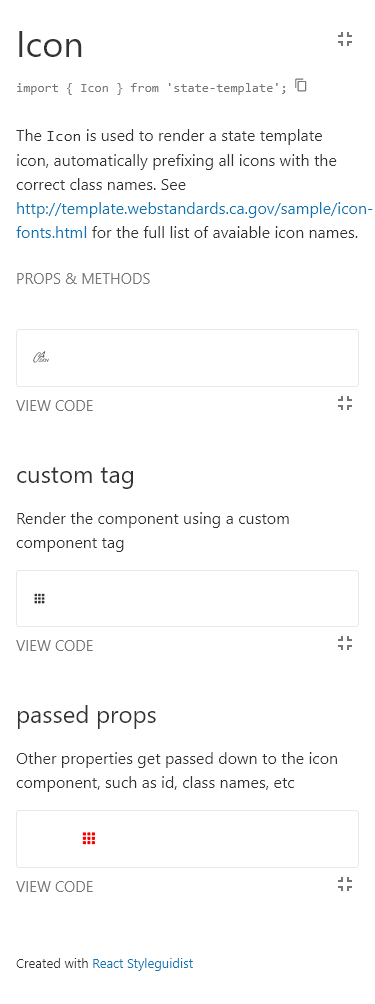 Icon
import { Icon } from 'state-template';
The Icon is used to render a state template
icon, automatically prefixing all icons with the
correct class names. See
http://template.webstandards.ca.gov/sample/icon-
fonts.html for the full list of avaiable icon names.
PROPS & METHODS
VIEW CODE
custom tag
Render the component using a custom
component tag
VIEW CODE
passed props
Other properties get passed down to the icon
component, such as id, class names, etc
VIEW CODE
Created with React Styleguidist